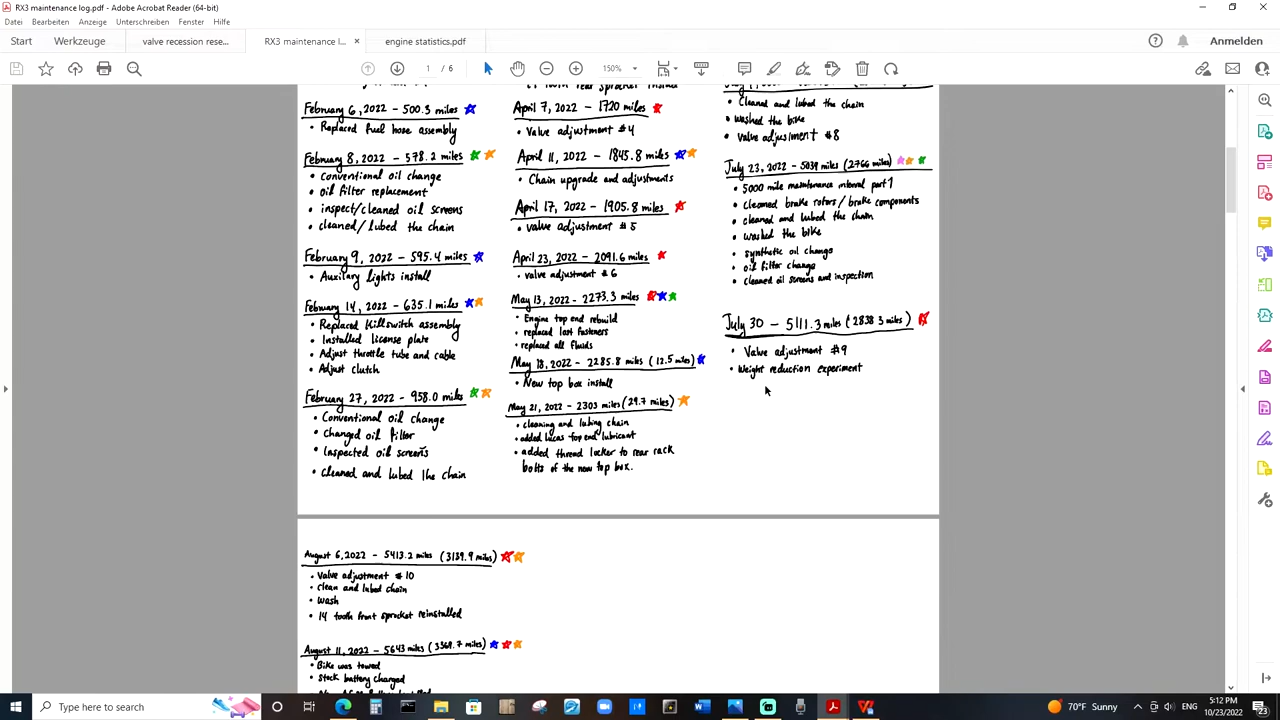 RX3 maintenance log.pdf - Adobe Acrobat Reader (64-bit)
Datei Bearbeiten Anzeige Unterschreiben Fenster Hilfe
Start Werkzeuge valve recession rese... RX3 maintenance l... engine statistics.pdf Anmelden
1 / 6 150%
February 6, 2022 - 500.3 miles
• Replaced fuel hose assembly
February 8, 2022 - 578.2 miles
• conventional oil change
• oil filter replacement
• inspect/cleaned oil screens
• cleaned/lubed the chain
February 9, 2022 - 595.4 miles
• Auxilary lights install
February 14, 2022 - 635.1 miles
• Replaced Killswitch assembly
• Installed license plate
• Adjust throttle tube and cable
• Adjust clutch
February 27, 2022 - 958.0 miles
• Conventional oil change
• Changed oil filter
• Inspected oil screens
• Cleaned and lubed the chain
April 7, 2022 - 1720 miles
• Valve adjustment #4
April 11, 2022 - 1845.8 miles
• Chain upgrade and adjustments
April 17, 2022 - 1905.8 miles
• valve adjustment #5
April 23, 2022 - 2091.6 miles
• valve adjustment #6
May 13, 2022 - 2273.3 miles
• Engine top end rebuild
• replaced lost fasteners
• replaced all fluids
May 18, 2022 - 2285.8 miles (12.5 miles)
• New top box install
May 21, 2022 - 2303 miles (29.7 miles)
• cleaning and lubing chain
• added lucas top end lubricant
• added thread locker to rear rack
bolts of the new top box.
• Cleaned and lubed the chain
• washed the bike
• valve adjustment #8
July 23, 2022 - 5039 miles (2766 miles)
• 5000 mile maintenance interval part 1
• cleaned brake rotors / brake components
• cleaned and lubed the chain
• washed the bike
• synthetic oil change
• oil filter change
• cleaned oil screens and inspection
July 30 - 5111.3 miles (2838.3 miles)
• Valve adjustment #9
• Weight reduction experiment
August 6, 2022 - 5413.2 miles (3139.9 miles)
• Valve adjustment #10
• clean and lubed chain
• wash
• 14 tooth front sprocket reinstalled
August 11, 2022 - 5643 miles (3369.7 miles)
• Bike was towed
• stock battery charged
Type here to search
70°F Sunny
5:12 PM
10/23/2022
23